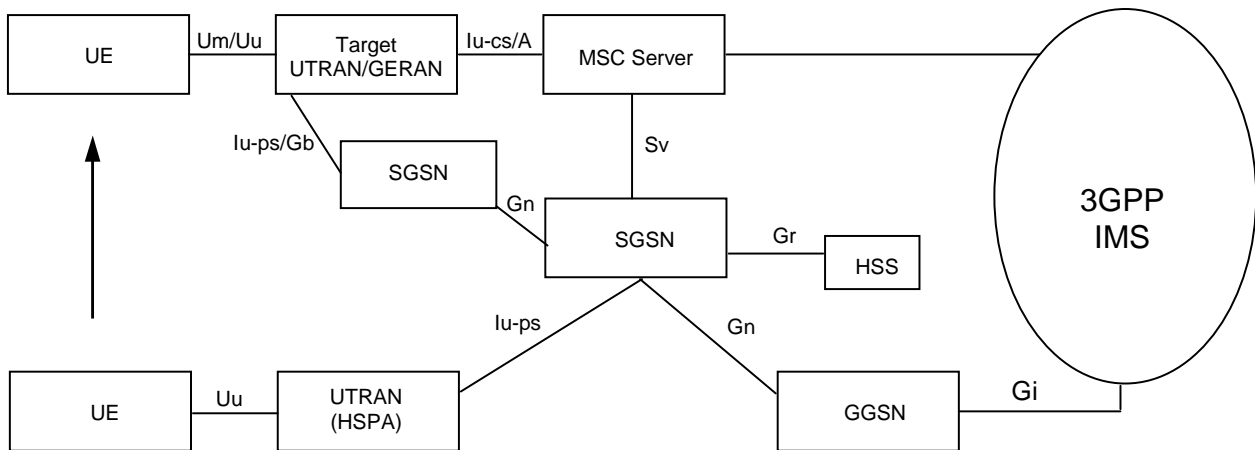 UE
Um/Uu
Target
UTRAN/GERAN
Iu-cs/A
MSC Server
Iu-ps/Gb
SGSN
Gn
Sv
SGSN
Gr
HSS
3GPP
IMS
Iu-ps
Gn
UE
Uu
UTRAN
(HSPA)
GGSN
Gi